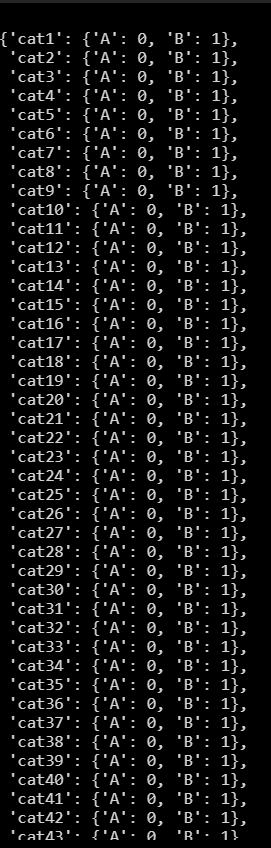 {'cat1': {'A': 0, 'B': 1},
'cat2': {'A': 0, 'B': 1},
'cat3': {'A': 0, 'B': 1},
'cat4': {'A': 0, 'B': 1},
'cat5': {'A': 0, 'B': 1},
'cat6': {'A': 0, 'B': 1},
'cat7': {'A': 0, 'B': 1},
'cat8': {'A': 0, 'B': 1},
'cat9': {'A': 0, 'B': 1},
'cat10': {'A': 0, 'B': 1},
'cat11': {'A': 0, 'B': 1},
'cat12': {'A': 0, 'B': 1},
'cat13': {'A': 0, 'B': 1},
'cat14': {'A': 0, 'B': 1},
'cat15': {'A': 0, 'B': 1},
'cat16': {'A': 0, 'B': 1},
'cat17': {'A': 0, 'B': 1},
'cat18': {'A': 0, 'B': 1},
'cat19': {'A': 0, 'B': 1},
'cat20': {'A': 0, 'B': 1},
'cat21': {'A': 0, 'B': 1},
'cat22': {'A': 0, 'B': 1},
'cat23': {'A': 0, 'B': 1},
'cat24': {'A': 0, 'B': 1},
'cat25': {'A': 0, 'B': 1},
'cat26': {'A': 0, 'B': 1},
'cat27': {'A': 0, 'B': 1},
'cat28': {'A': 0, 'B': 1},
'cat29': {'A': 0, 'B': 1},
'cat30': {'A': 0, 'B': 1},
'cat31': {'A': 0, 'B': 1},
'cat32': {'A': 0, 'B': 1},
'cat33': {'A': 0, 'B': 1},
'cat34': {'A': 0, 'B': 1},
'cat35': {'A': 0, 'B': 1},
'cat36': {'A': 0, 'B': 1},
'cat37': {'A': 0, 'B': 1},
'cat38': {'A': 0, 'B': 1},
'cat39': {'A': 0, 'B': 1},
'cat40': {'A': 0, 'B': 1},
'cat41': {'A': 0, 'B': 1},
'cat42': {'A': 0, 'B': 1},
'cat43': {'A': 0, 'B': 1}